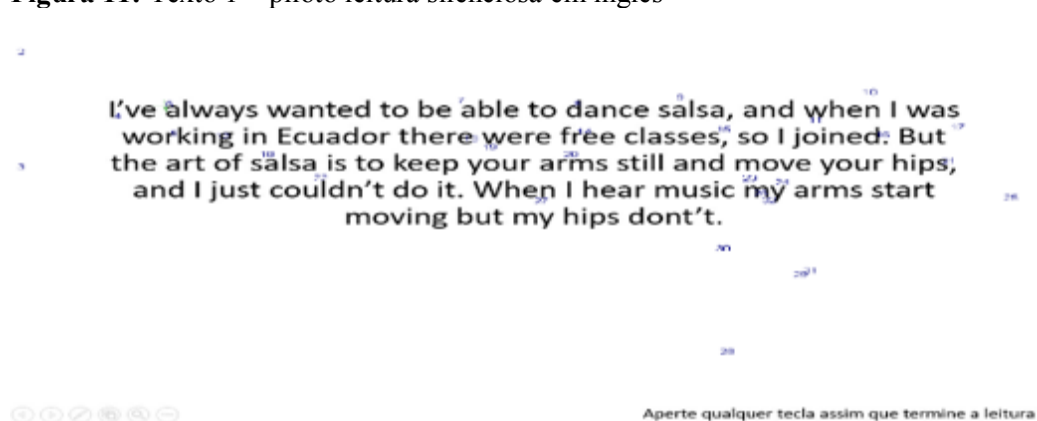 Figura 11: Texto 1 – piloto leitura silenciosa em inglês
I've always wanted to be able to dance salsa, and when I was
working in Ecuador there were free classes, so I joined. But
the art of salsa is to keep your arms still and move your hips,
and I just couldn't do it. When I hear music my arms start
moving but my hips dont't.
30
29
Aperte qualquer tecla assim que termine a leitura